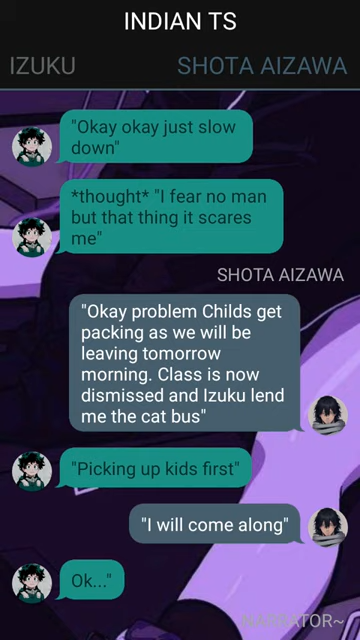 INDIAN TS
IZUKU SHOTA AIZAWA
"Okay okay just slow
down"
*thought* "I fear no man
but that thing it scares
me"
SHOTA AIZAWA
"Okay problem Childs get
packing as we will be
leaving tomorrow
morning. Class is now
dismissed and Izuku lend
me the cat bus"
"Picking up kids first"
"I will come along"
Ok..."
NARRATOR~